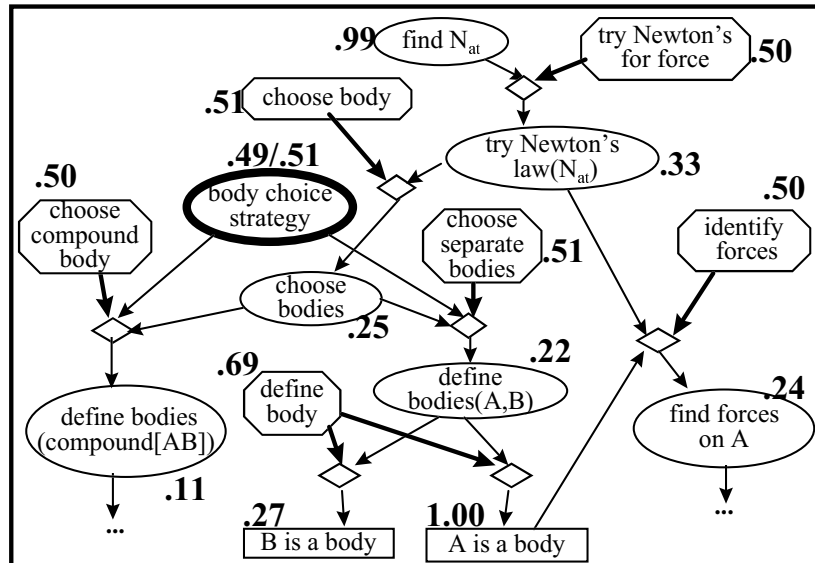 .99
find N_at
try Newton's
for force
.50
.51
choose body
.49/.51
body choice
strategy
try Newton's
law(N_at)
.33
.50
choose
compound
body
choose
separate
bodies
.51
.50
identify
forces
choose
bodies
.25
.69
define
body
.22
define
bodies(A,B)
.24
find forces
on A
define bodies
(compound[AB])
.11
...
.27
B is a body
1.00
A is a body
...